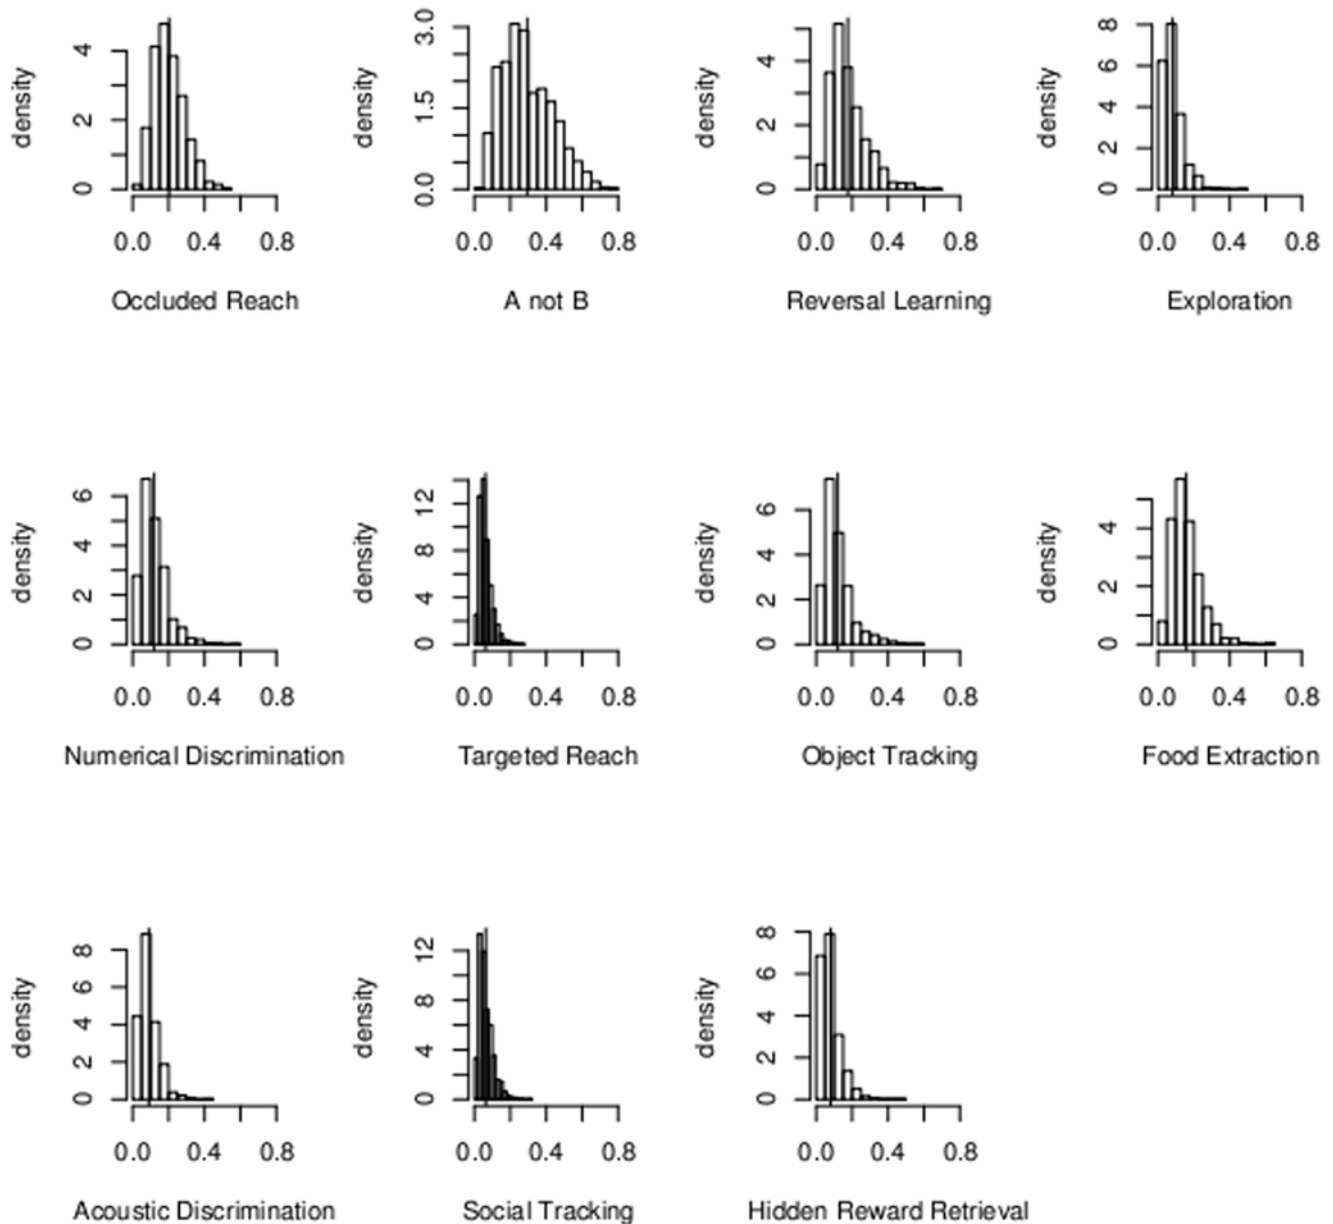 density
0 2 4
0.0 0.4 0.8
Occluded Reach
density
0.0 1.5 3.0
0.0 0.4 0.8
A not B
density
0 2 4
0.0 0.4 0.8
Reversal Learning
density
0 2 4 6 8
0.0 0.4 0.8
Exploration
density
0 2 4 6
0.0 0.4 0.8
Numerical Discrimination
density
0 4 8 12
0.0 0.4 0.8
Targeted Reach
density
0 2 4 6
0.0 0.4 0.8
Object Tracking
density
0 2 4
0.0 0.4 0.8
Food Extraction
density
0 2 4 6 8
0.0 0.4 0.8
Acoustic Discrimination
density
0 4 8 12
0.0 0.4 0.8
Social Tracking
density
0 2 4 6 8
0.0 0.4 0.8
Hidden Reward Retrieval